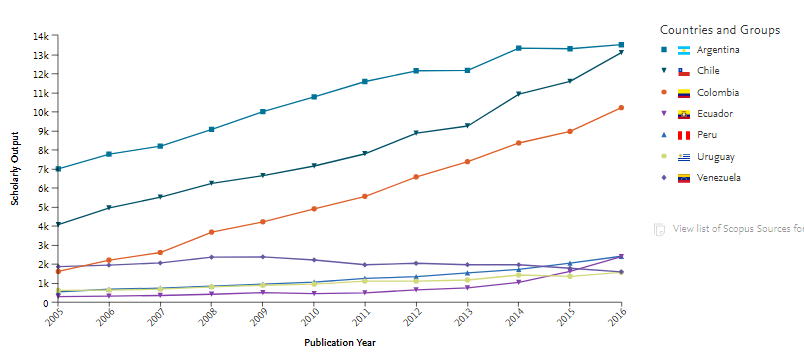 14k
13k
12k
11k
10k
9k
8k
7k
6k
5k
4k
3k
2k
1k
0
Scholarly Output
2005
2006
2007
2008
2009
2010
2011
2012
2013
2014
2015
2016
Publication Year
Countries and Groups
Argentina
Chile
Colombia
Ecuador
Peru
Uruguay
Venezuela
View list of Scopus Sources for